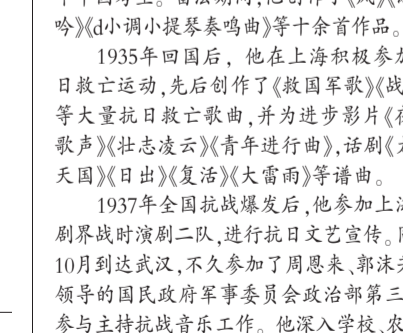 吟》《d小调小提琴奏鸣曲》等十余首作品。
1935年回国后，他在上海积极参加
日救亡运动，先后创作了《救国军歌》《战
等大量抗日救亡歌曲，并为进步影片《夜
歌声》《壮志凌云》《青年进行曲》，话剧《太
天国》《日出》《复活》《大雷雨》等谱曲。
1937年全国抗战爆发后，他参加上海
剧界战时演剧二队，进行抗日文艺宣传。
10月到达武汉，不久参加了周恩来、郭沫
领导的国民政府军事委员会政治部第三
参与主持抗战音乐工作。他深入学校、农